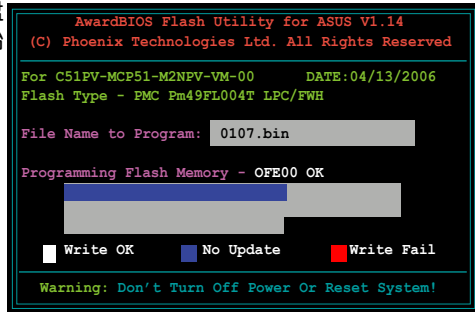 AwardBIOS Flash Utility for ASUS V1.14
(C) Phoenix Technologies Ltd. All Rights Reserved
For C51PV-MCP51-M2NPV-VM-00 DATE:04/13/2006
Flash Type - PMC Pm49FL004T LPC/FWH
File Name to Program: 0107.bin
Programming Flash Memory - OFE00 OK
Write OK No Update Write Fail
Warning: Don't Turn Off Power Or Reset System!